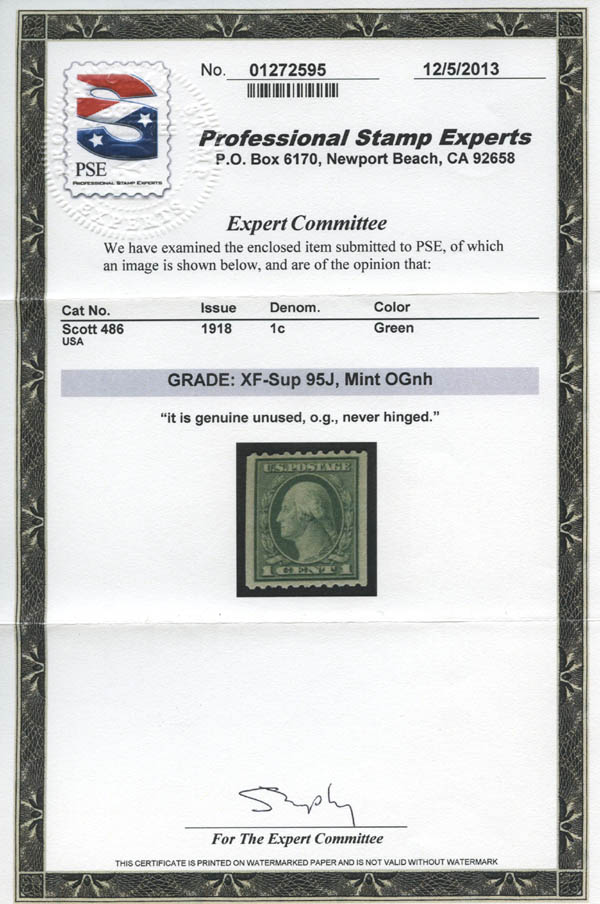 No. 01272595 12/5/2013
PSE
PROFESSIONAL STAMP EXPERTS
EXPERTS
Professional Stamp Experts
P.O. Box 6170, Newport Beach, CA 92658
Expert Committee
We have examined the enclosed item submitted to PSE, of which
an image is shown below, and are of the opinion that:
Cat No. Issue Denom. Color
Scott 486 1918 1c Green
USA
GRADE: XF-Sup 95J, Mint OGnh
“it is genuine unused, o.g., never hinged.”
U.S. POSTAGE
1 CENT 1
For The Expert Committee
THIS CERTIFICATE IS PRINTED ON WATERMARKED PAPER AND IS NOT VALID WITHOUT WATERMARK